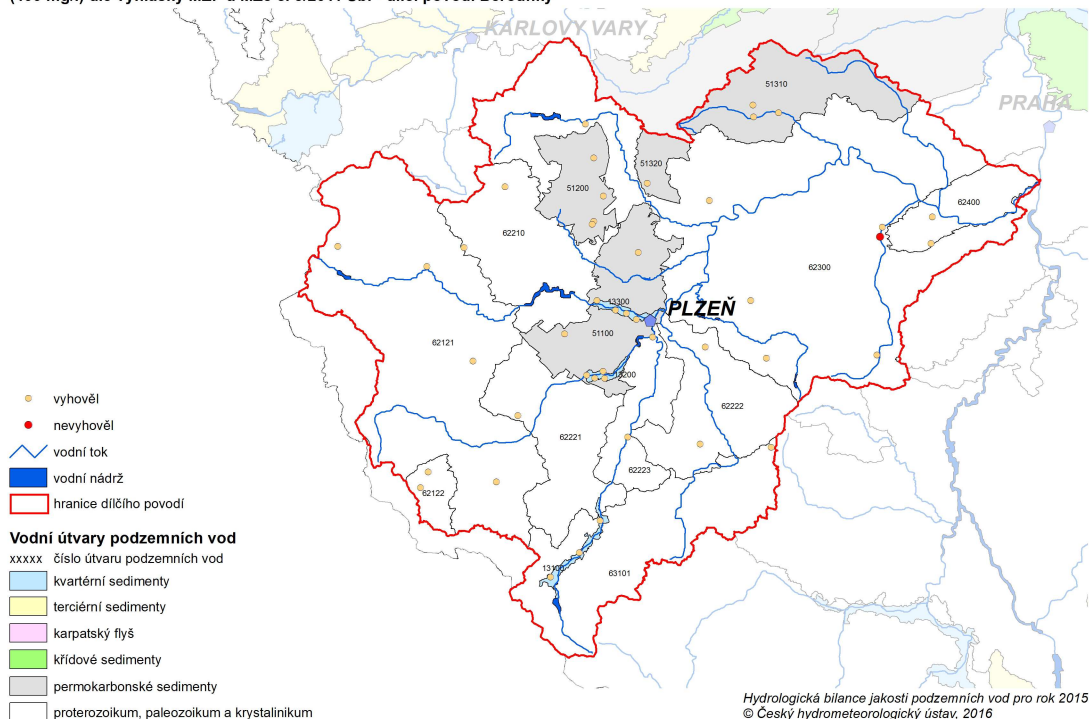 KARLOVY VARY
PRAHA
51310
51320
51200
62400
62210
62300
13300
PLZEŇ
51100
62121
13200
62222
62221
62223
62122
13100
63101
vyhověl
nevyhověl
vodní tok
vodní nádrž
hranice dílčího povodí
Vodní útvary podzemních vod
xxxxx číslo útvaru podzemních vod
kvartérní sedimenty
terciérní sedimenty
karpatský flyš
křídové sedimenty
permokarbonské sedimenty
proterozoikum, paleozoikum a krystalinikum
Hydrologická bilance jakosti podzemních vod pro rok 2015
© Český hydrometeorologický ústav, 2016